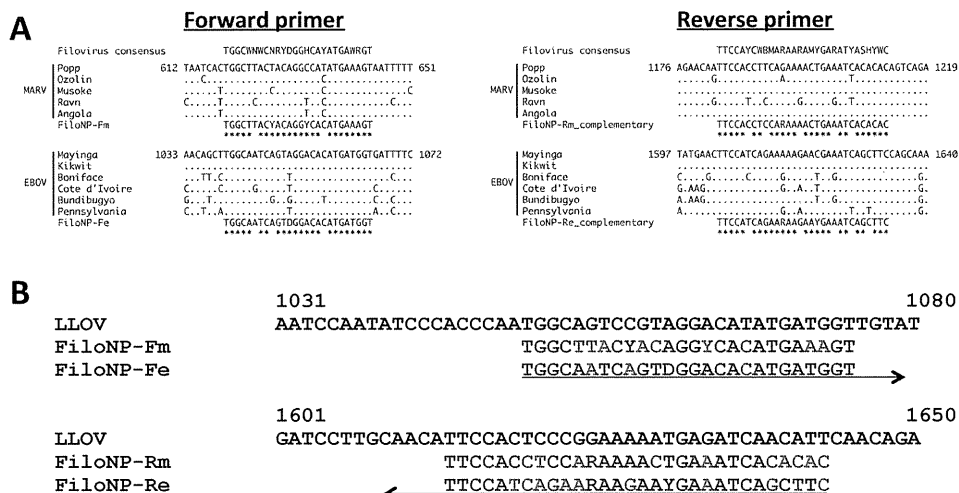 A
Forward primer
Filovirus consensus TGGCWNWCNRYDGGHCAYATGAWRGT
MARV
Popp 612 TAATCACTGGCTTACTACAGGCCATATGAAAGTAATTTTT 651
Ozolin
Musoke
Ravn
Angola
FiloNP-Fm TGGCTTACYACAGGYCACATGAAAGT
EBOV
Mayinga 1033 AACAGCTTGGCAATCAGTAGGACACATGATGGTGATTTTC 1072
Kikwit
Boniface
Cote d'Ivoire
Bundibugyo
Pennsylvania
FiloNP-Fe TGGCAATCAGTDGGACACATGATGGT
Reverse primer
Filovirus consensus TTCCAYCWBMARAARAMYGARATYASHYWC
MARV
Popp 1176 AGAACAATTCCACCTTCAGAAAACTGAAATCACACACAGTCAGA 1219
Ozolin
Musoke
Ravn
Angola
FiloNP-Rm_complementary TTCCACCTCCARAAAACTGAAATCACACAC
EBOV
Mayinga 1597 TATGAACTTCCATCAGAAAAAGAACGAAATCAGCTTCCAGCAAA 1640
Kikwit
Boniface
Cote d'Ivoire
Bundibugyo
Pennsylvania
FiloNP-Re_complementary TTCCATCAGAARAAGAAYGAAATCAGCTTC
B
1031 1080
LLOV AATCCAATATCCCACCCAATGGCAGTCCGTAGGACATATGATGGTTGTAT
FiloNP-Fm TGGCTTACYACAGGYCACATGAAAGT
FiloNP-Fe TGGCAATCAGTDGGACACATGATGGT
1601 1650
LLOV GATCCTTGCAACATTCCACTCCCGGAAAAATGAGATCAACATTCAACAGA
FiloNP-Rm TTCCACCTCCARAAAACTGAAATCACACAC
FiloNP-Re TTCCATCAGAARAAGAAYGAAATCAGCTTC